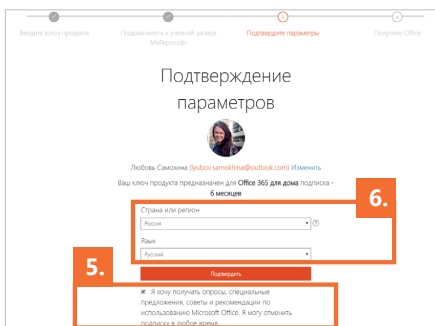 Введите ключ продукта
Подключитесь к учетной записи Майкрософт
3
Подтвердите параметры
4
Получите Office
Подтверждение
параметров
Любовь Самохина (lyubov.samokhina@outlook.com) Изменить
Ваш ключ продукта предназначен для Office 365 для дома подписка -
6 месяцев
6.
Страна или регион
Россия
Язык
Русский
5.
Подтвердить
Я хочу получать опросы, специальные
предложения, советы и рекомендации по
использованию Microsoft Office. Я могу отменить
подписку в любое время.